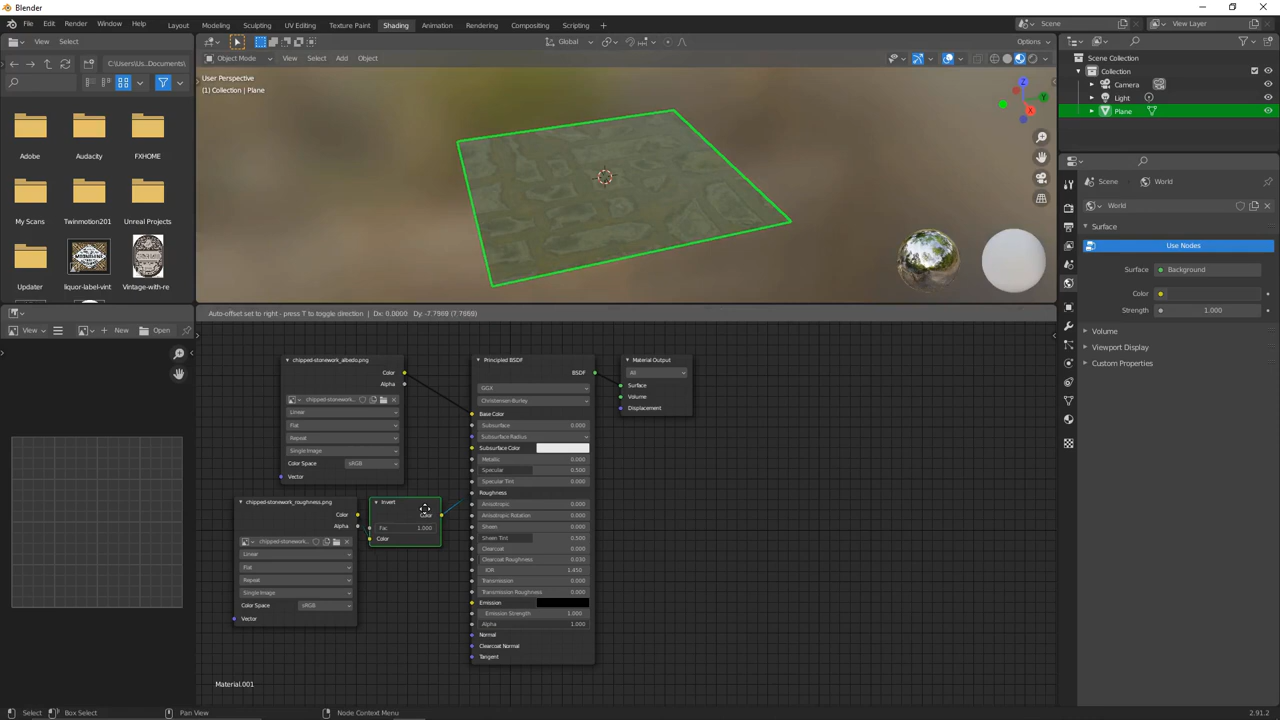 Blender
File Edit Render Window Help Layout Modeling Sculpting UV Editing Texture Paint Shading Animation Rendering Compositing Scripting + Scene View Layer
View Select Global Options
C:\Us...Documents\
Object Mode View Select Add Object
User Perspective
(1) Collection | Plane
Adobe Audacity FXHOME
My Scans Twinmotion201 Unreal Projects
Updater liquor-label-vint Vintage-with-re
Scene Collection
Collection
Camera
Light
Plane
Scene World
World
Surface
Use Nodes
Surface Background
Color
Strength 1.000
Volume
Viewport Display
Custom Properties
View New Open
Auto-offset set to right - press T to toggle direction | Dx: 0.0000 Dy: -7.7969 (7.7669)
chipped-stonework_albedo.png
Color
Alpha
chipped-stonework..
Linear
Flat
Repeat
Single Image
Color Space sRGB
Vector
chipped-stonework_roughness.png
Color
Alpha
chipped-stonework...
Linear
Flat
Repeat
Single Image
Color Space sRGB
Vector
Invert
Color
Fac 1.000
Color
Principled BSDF
BSDF
GGX
Christensen-Burley
Base Color
Subsurface 0.000
Subsurface Radius
Subsurface Color
Metallic 0.000
Specular 0.500
Specular Tint 0.000
Roughness
Anisotropic 0.000
Anisotropic Rotation 0.000
Sheen 0.000
Sheen Tint 0.500
Clearcoat 0.000
Clearcoat Roughness 0.030
IOR 1.450
Transmission 0.000
Transmission Roughness 0.000
Emission
Emission Strength 1.000
Alpha 1.000
Normal
Clearcoat Normal
Tangent
Material Output
All
Surface
Volume
Displacement
Material.001
Select Box Select Pan View Node Context Menu 2.91.2